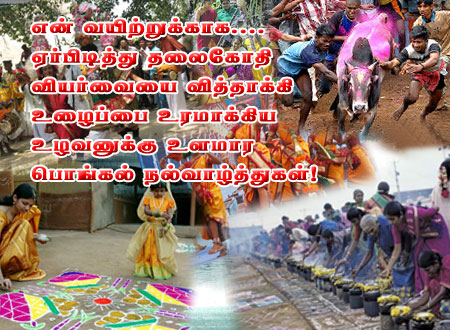 என் வயிற்றுக்காக....
ஏர்பிடித்து தலைகோதி
வியர்வையை வித்தாக்கி
உழைப்பை உரமாக்கிய
உழவனுக்கு உளமார
பொங்கல் நல்வாழ்த்துகள்!